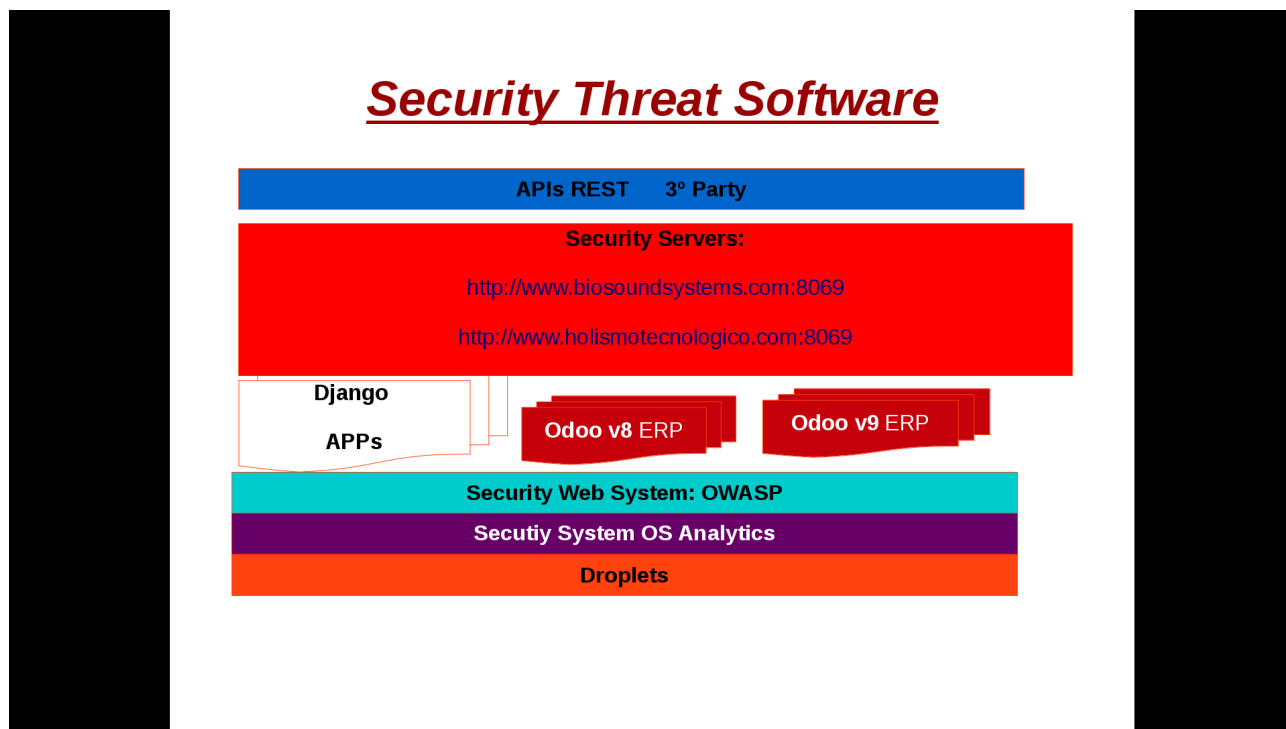 Security Threat Software
APIs REST 3º Party
Security Servers:
http://www.biosoundsystems.com:8069
http://www.holismotecnologico.com:8069
Django
APPs
Odoo v8 ERP
Odoo v9 ERP
Security Web System: OWASP
Secutiy System OS Analytics
Droplets